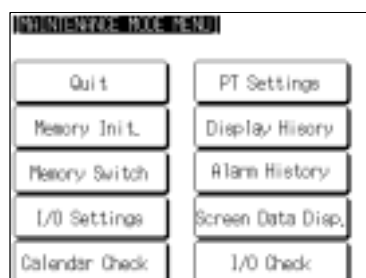 [MAINTENANCE MODE MENU]
Quit
PT Settings
Memory Init.
Display Hisory
Memory Switch
Alarm History
I/O Settings
Screen Data Disp.
Calendar Check
I/O Check